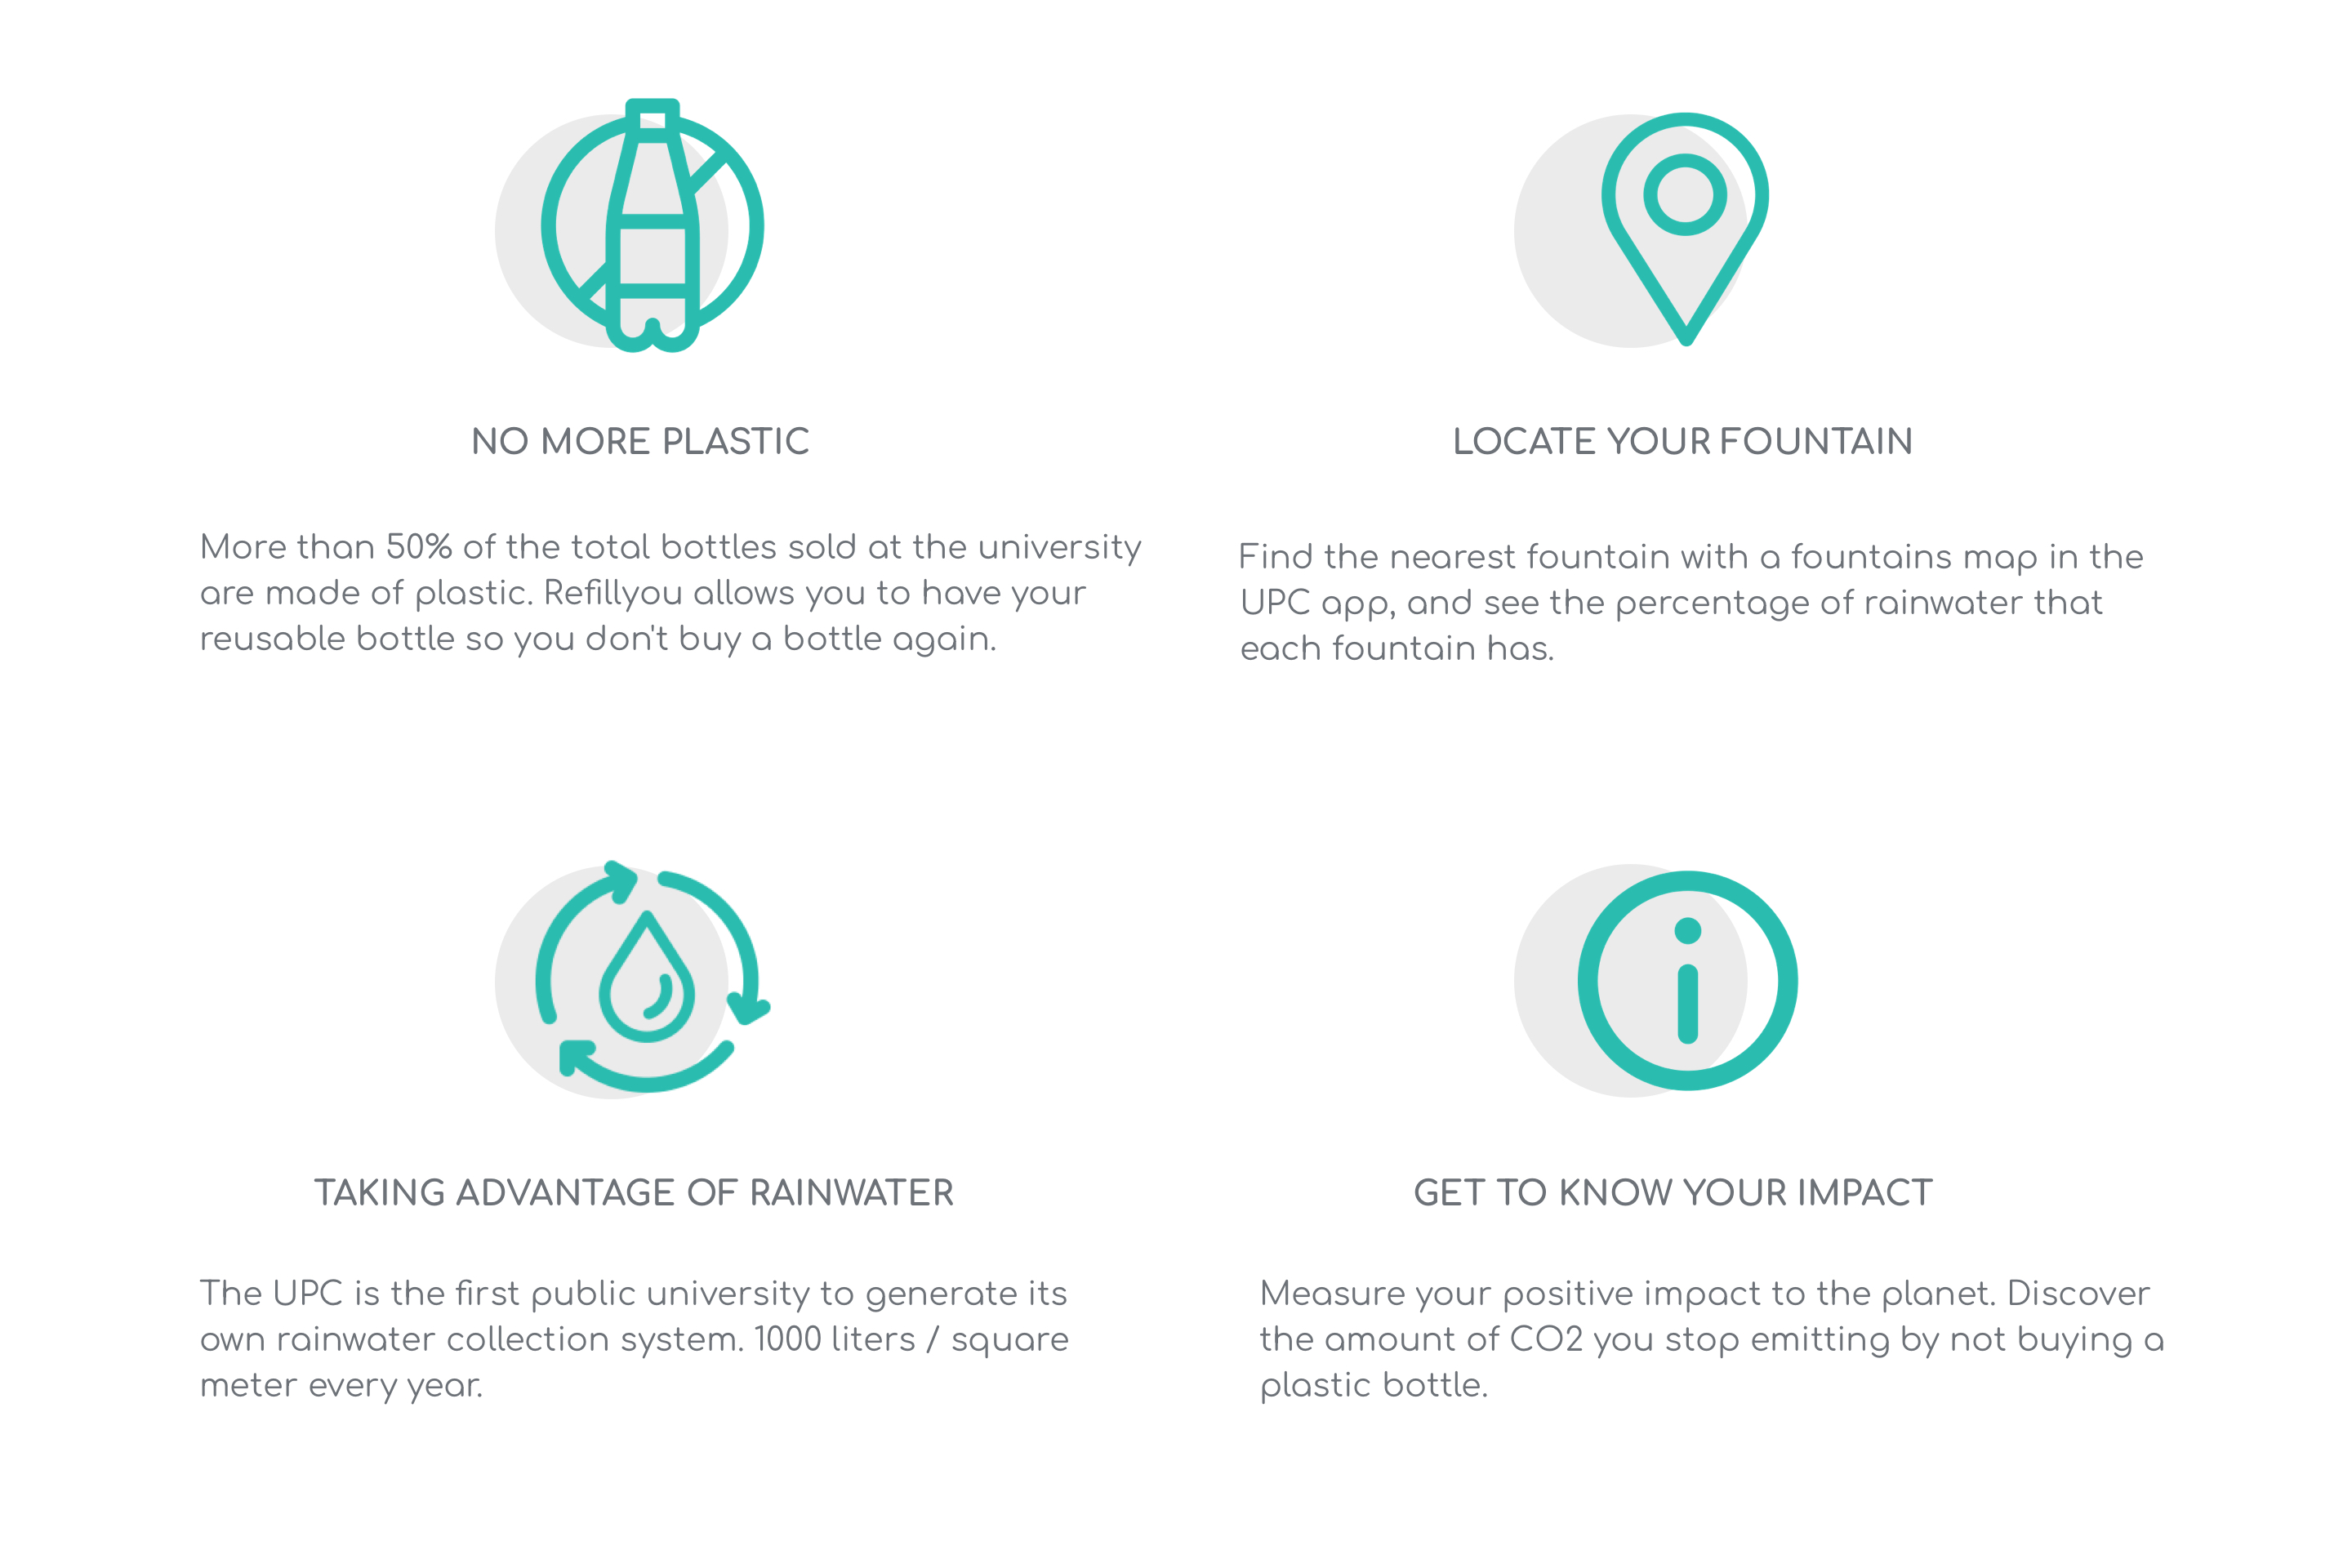 NO MORE PLASTIC
More than 50% of the total bottles sold at the university
are made of plastic. Refillyou allows you to have your
reusable bottle so you don't buy a bottle again.
LOCATE YOUR FOUNTAIN
Find the nearest fountain with a fountains map in the
UPC app, and see the percentage of rainwater that
each fountain has.
TAKING ADVANTAGE OF RAINWATER
The UPC is the first public university to generate its
own rainwater collection system. 1000 liters / square
meter every year.
GET TO KNOW YOUR IMPACT
Measure your positive impact to the planet. Discover
the amount of CO2 you stop emitting by not buying a
plastic bottle.